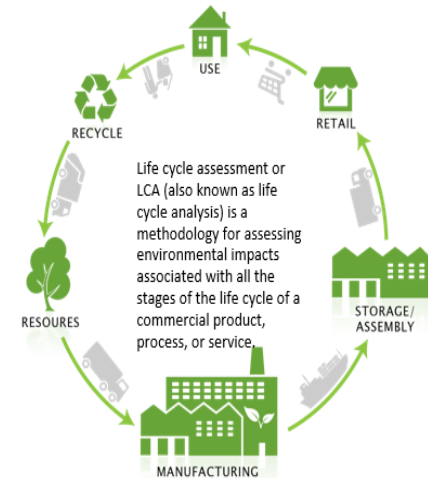 USE
RECYCLE
RETAIL
Life cycle assessment or
LCA (also known as life
cycle analysis) is a
methodology for assessing
environmental impacts
associated with all the
stages of the life cycle of a
commercial product,
process, or service.
RESOURES
STORAGE/
ASSEMBLY
MANUFACTURING